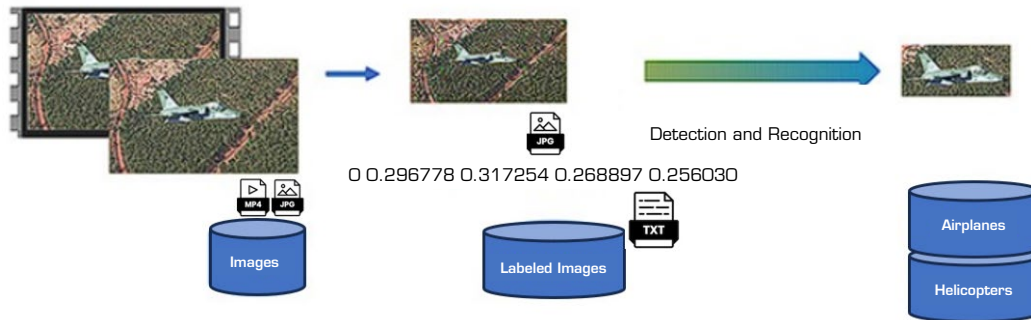 JPG
Detection and Recognition
0 0.296778 0.317254 0.268897 0.256030
MP4
JPG
TXT
Airplanes
Images
Labeled Images
Helicopters